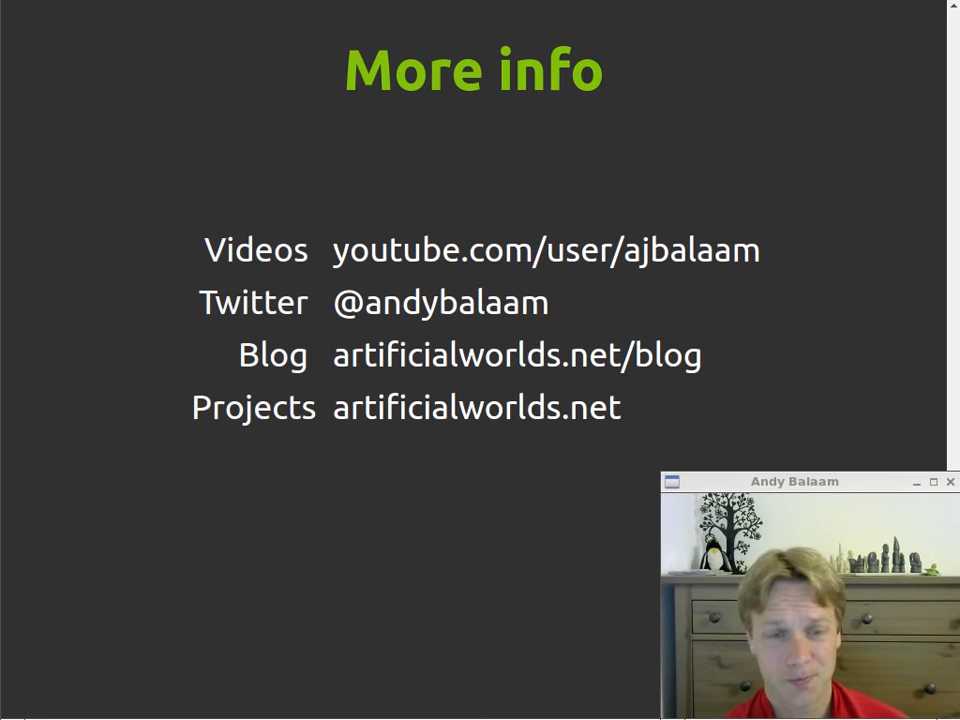 More info
Videos youtube.com/user/ajbalaam
Twitter @andybalaam
Blog artificialworlds.net/blog
Projects artificialworlds.net
Andy Balaam